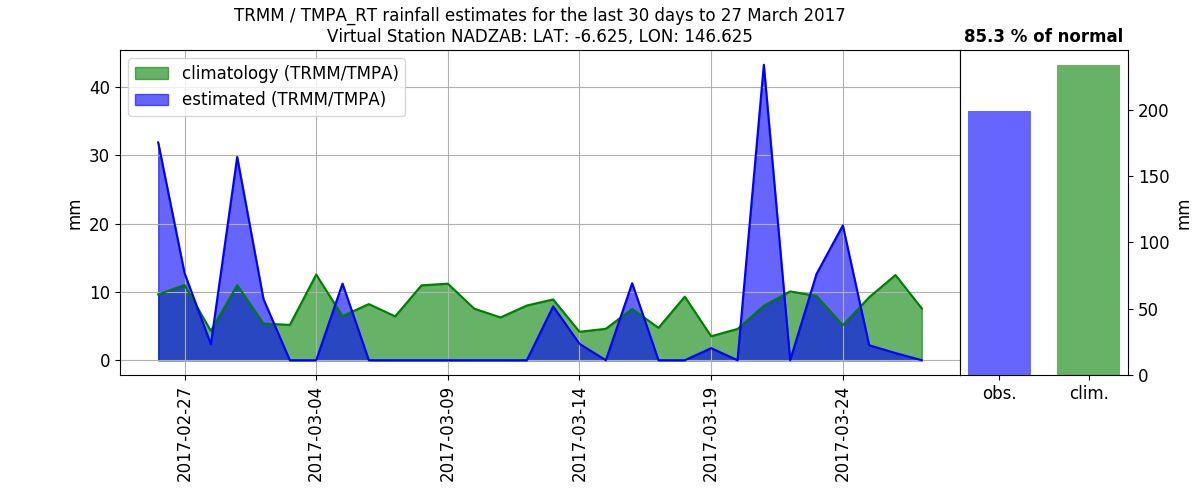 TRMM / TMPA_RT rainfall estimates for the last 30 days to 27 March 2017
Virtual Station NADZAB: LAT: -6.625, LON: 146.625
85.3 % of normal
climatology (TRMM/TMPA)
estimated (TRMM/TMPA)
mm
40
30
20
10
0
2017-02-27
2017-03-04
2017-03-09
2017-03-14
2017-03-19
2017-03-24
obs.
clim.
200
150
100
50
0
mm